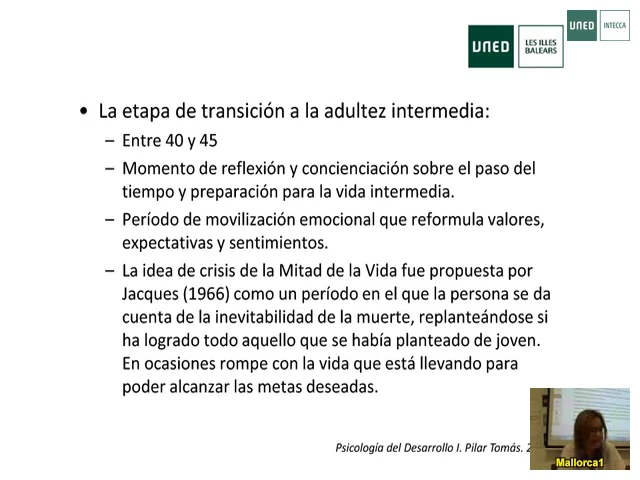 UNED
LES ILLES
BALEARS
UNED
INTECCA
• La etapa de transición a la adultez intermedia:
– Entre 40 y 45
– Momento de reflexión y concienciación sobre el paso del
tiempo y preparación para la vida intermedia.
– Período de movilización emocional que reformula valores,
expectativas y sentimientos.
– La idea de crisis de la Mitad de la Vida fue propuesta por
Jacques (1966) como un período en el que la persona se da
cuenta de la inevitabilidad de la muerte, replanteándose si
ha logrado todo aquello que se había planteado de joven.
En ocasiones rompe con la vida que está llevando para
poder alcanzar las metas deseadas.
Psicología del Desarrollo I. Pilar Tomás. 2
Mallorca1